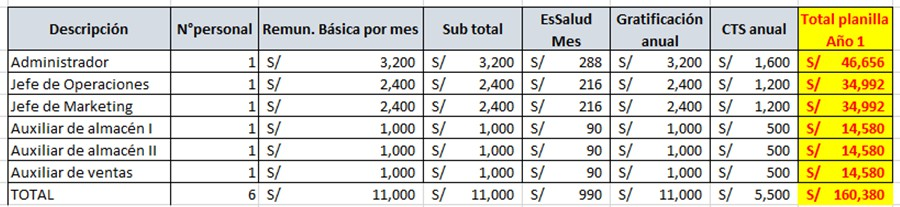 Descripción N°personal Remun. Básica por mes Sub total EsSalud Mes Gratificación anual CTS anual Total planilla Año 1
Administrador 1 S/ 3,200 S/ 3,200 S/ 288 S/ 3,200 S/ 1,600 S/ 46,656
Jefe de Operaciones 1 S/ 2,400 S/ 2,400 S/ 216 S/ 2,400 S/ 1,200 S/ 34,992
Jefe de Marketing 1 S/ 2,400 S/ 2,400 S/ 216 S/ 2,400 S/ 1,200 S/ 34,992
Auxiliar de almacén I 1 S/ 1,000 S/ 1,000 S/ 90 S/ 1,000 S/ 500 S/ 14,580
Auxiliar de almacén II 1 S/ 1,000 S/ 1,000 S/ 90 S/ 1,000 S/ 500 S/ 14,580
Auxiliar de ventas 1 S/ 1,000 S/ 1,000 S/ 90 S/ 1,000 S/ 500 S/ 14,580
TOTAL 6 S/ 11,000 S/ 11,000 S/ 990 S/ 11,000 S/ 5,500 S/ 160,380